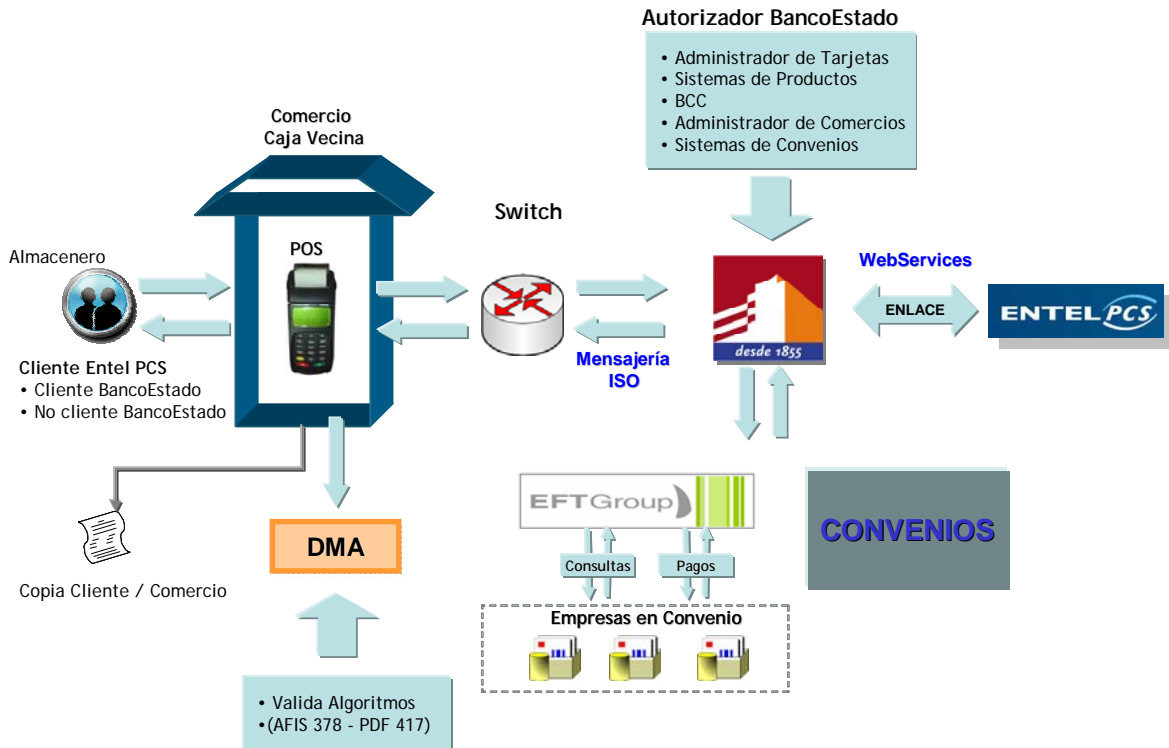 Autorizador BancoEstado
• Administrador de Tarjetas
• Sistemas de Productos
• BCC
• Administrador de Comercios
• Sistemas de Convenios
Comercio
Caja Vecina
Switch
POS
Almacenero
WebServices
ENLACE
ENTEL PCS
desde 1855
Mensajería
ISO
Cliente Entel PCS
• Cliente BancoEstado
• No cliente BancoEstado
EFTGroup
CONVENIOS
DMA
Consultas
Pagos
Copia Cliente / Comercio
Empresas en Convenio
• Valida Algoritmos
•(AFIS 378 - PDF 417)